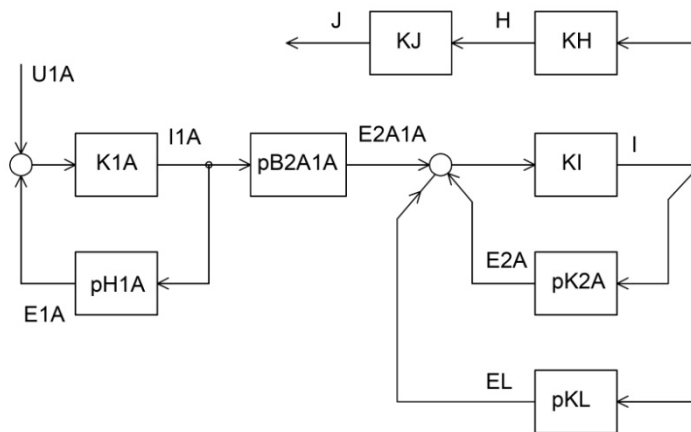 J
KJ
H
KH
U1A
K1A
I1A
pB2A1A
E2A1A
KI
I
pH1A
E1A
E2A
pK2A
EL
pKL